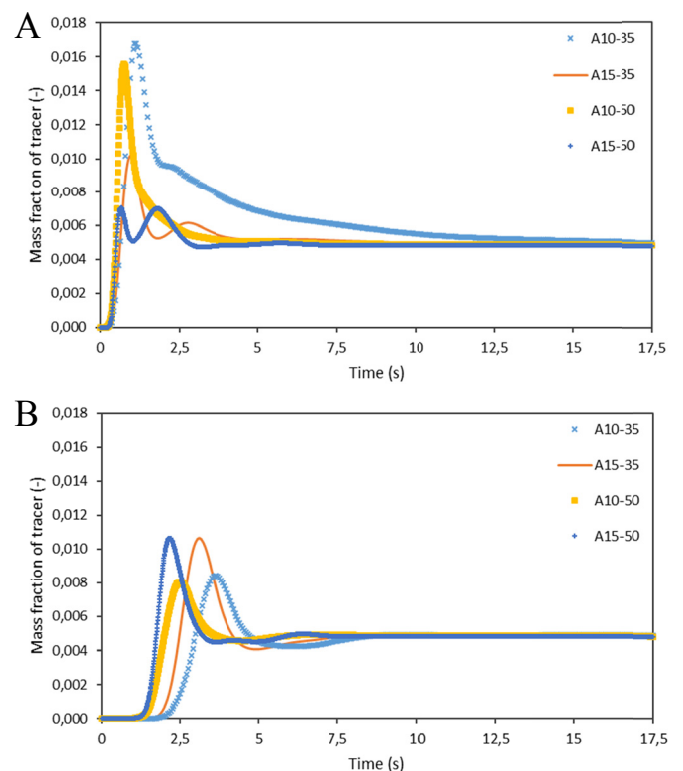 A
0,018
0,016
0,014
0,012
0,010
0,008
0,006
0,004
0,002
0,000
Mass fraction of tracer (-)
A10-35
A15-35
A10-50
A15-50
0 2,5 5 7,5 10 12,5 15 17,5
Time (s)
B
0,018
0,016
0,014
0,012
0,010
0,008
0,006
0,004
0,002
0,000
Mass fraction of tracer (-)
A10-35
A15-35
A10-50
A15-50
0 2,5 5 7,5 10 12,5 15 17,5
Time (s)